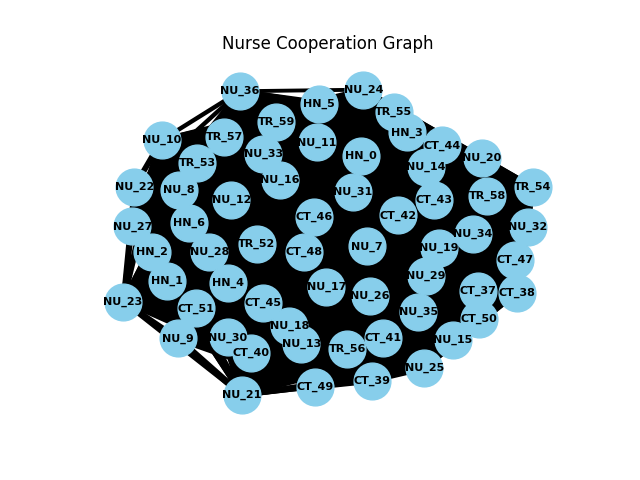 Nurse Cooperation Graph
NU_36
NU_24
HN_5
TR_55
TR_59
HN_3
TR_57
NU_10
NU_11
CT_44
NU_33
HN_0
NU_20
TR_53
NU_14
NU_16
NU_22
TR_54
NU_8
NU_31
TR_58
NU_12
CT_43
CT_42
CT_46
HN_6
NU_27
NU_32
NU_34
TR_52
NU_7
NU_19
HN_2
NU_28
CT_48
CT_47
NU_29
HN_1
HN_4
NU_17
CT_37
CT_38
NU_26
NU_23
CT_45
CT_51
NU_35
CT_50
NU_18
NU_9
NU_30
CT_41
NU_15
NU_13
TR_56
CT_40
NU_25
CT_39
CT_49
NU_21